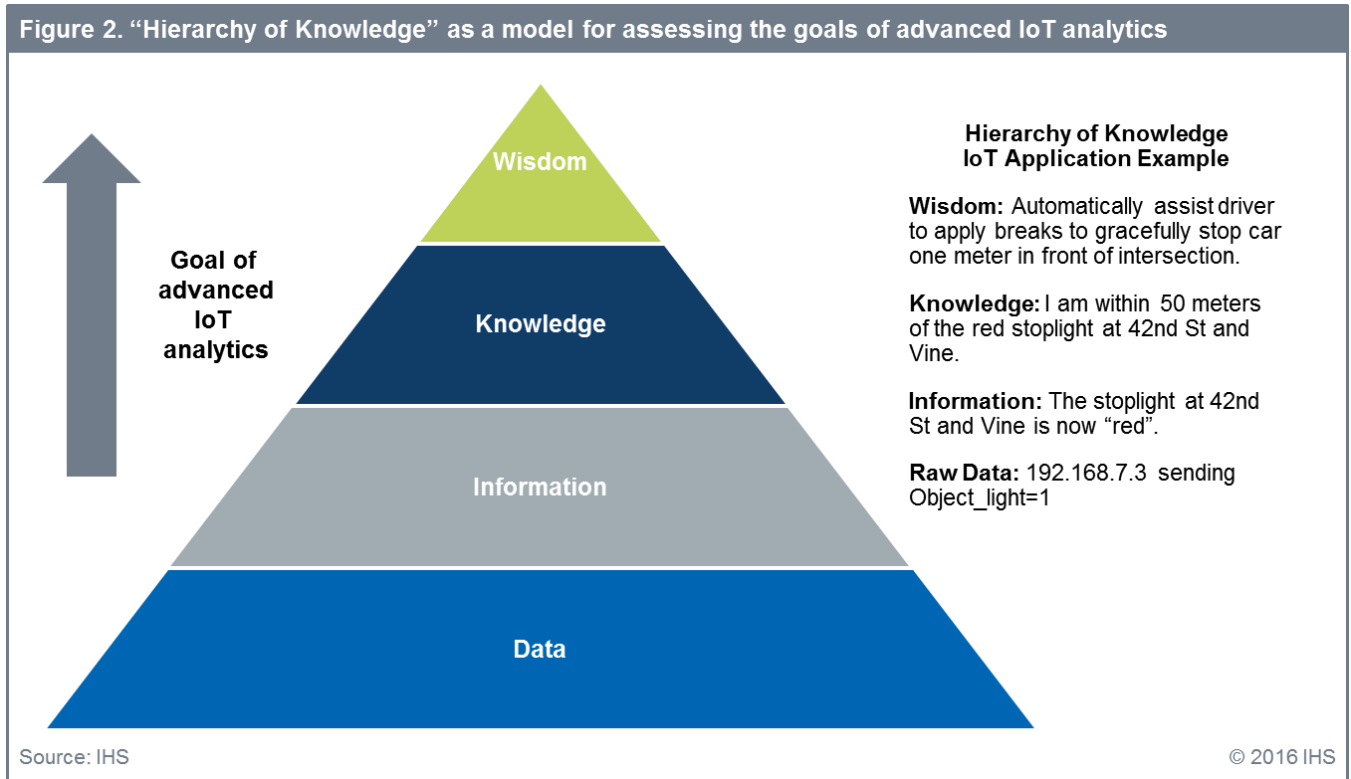 Figure 2. “Hierarchy of Knowledge” as a model for assessing the goals of advanced IoT analytics
Goal of
advanced
IoT
analytics
Wisdom
Knowledge
Information
Data
Hierarchy of Knowledge
IoT Application Example
Wisdom: Automatically assist driver
to apply breaks to gracefully stop car
one meter in front of intersection.
Knowledge: I am within 50 meters
of the red stoplight at 42nd St and
Vine.
Information: The stoplight at 42nd
St and Vine is now “red”.
Raw Data: 192.168.7.3 sending
Object_light=1
Source: IHS
© 2016 IHS